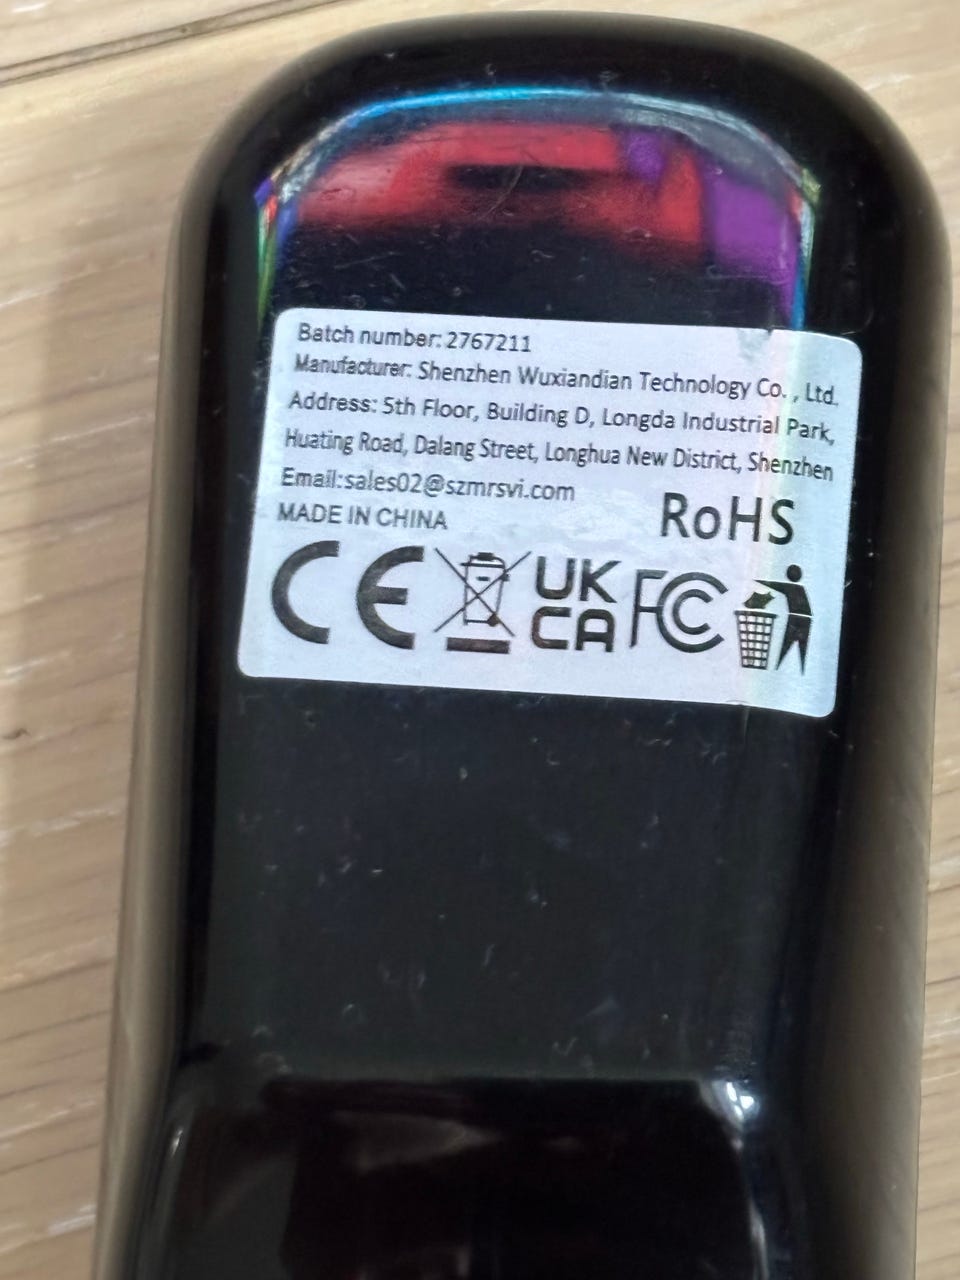 Batch number: 2767211
Manufacturer: Shenzhen Wuxiandian Technology Co. , Ltd.
Address: 5th Floor, Building D, Longda Industrial Park,
Huating Road, Dalang Street, Longhua New District, Shenzhen
Email:sales02@szmrsvi.com
MADE IN CHINA
RoHS
CE
UK
CA
FC